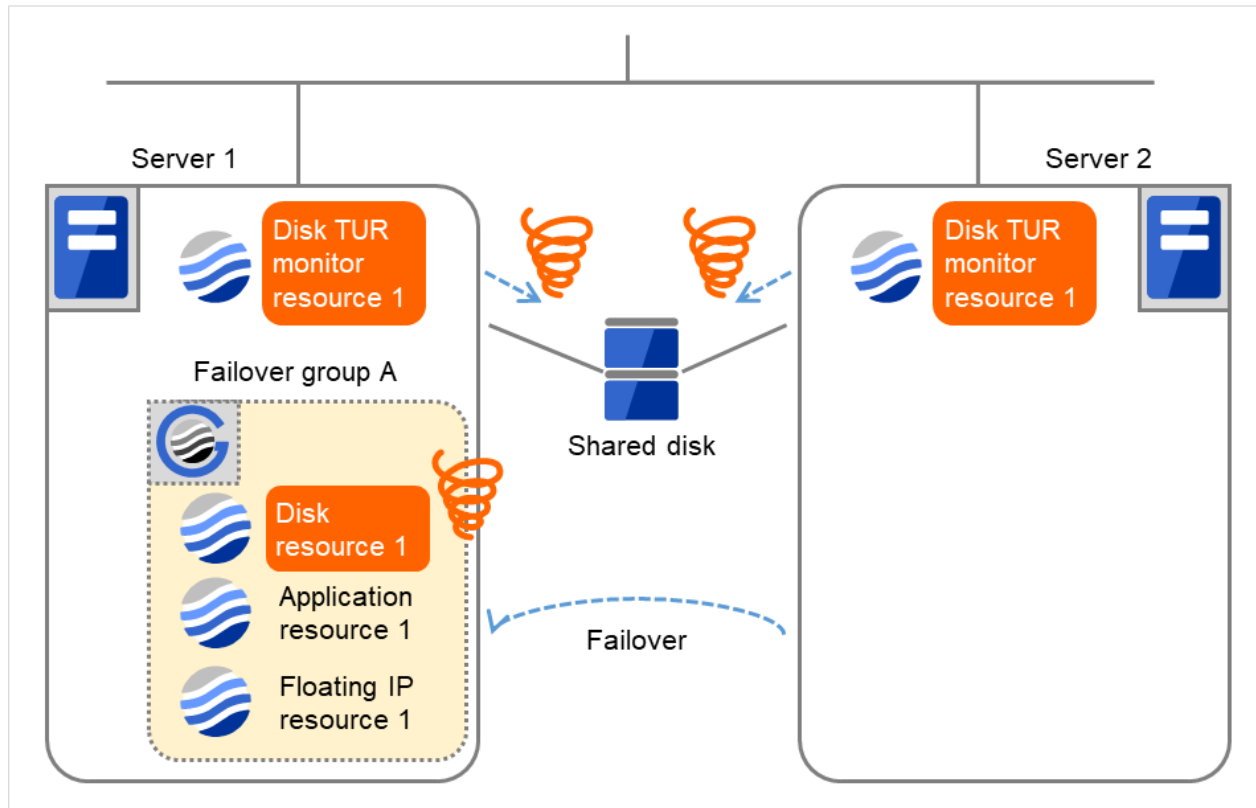 Server 1
Server 2
Disk TUR
monitor
resource 1
Disk TUR
monitor
resource 1
Shared disk
Failover group A
Disk
resource 1
Application
resource 1
Floating IP
resource 1
Failover